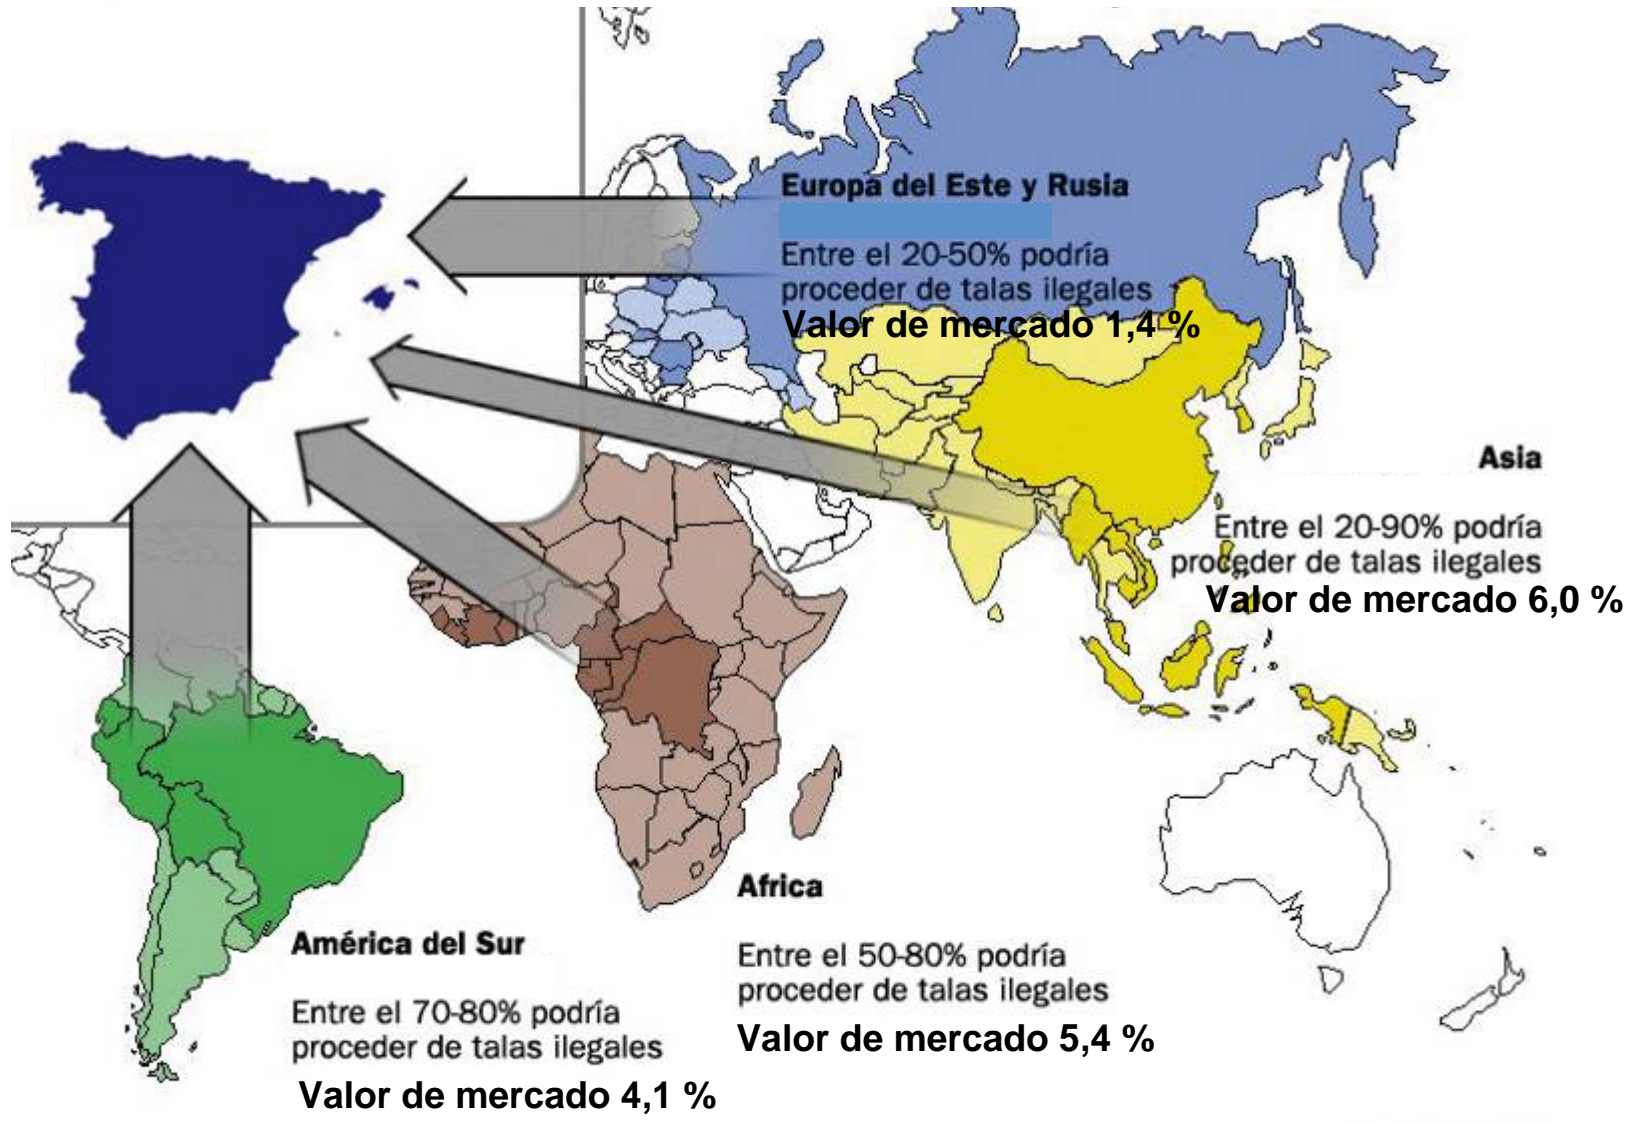 Europa del Este y Rusia
Entre el 20-50% podría
proceder de talas ilegales
Valor de mercado 1,4 %
Asia
Entre el 20-90% podría
proceder de talas ilegales
Valor de mercado 6,0 %
Africa
Entre el 50-80% podría
proceder de talas ilegales
Valor de mercado 5,4 %
América del Sur
Entre el 70-80% podría
proceder de talas ilegales
Valor de mercado 4,1 %